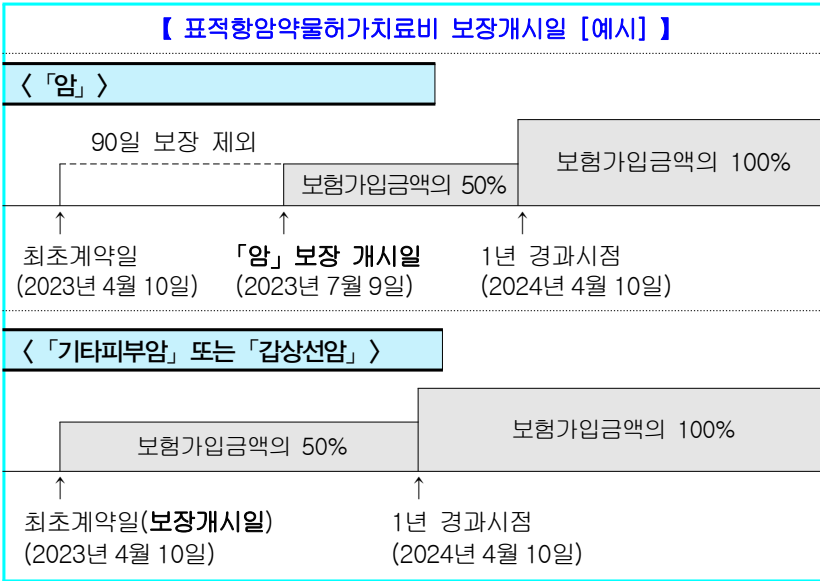 【 표적항암약물허가치료비 보장개시일 [예시] 】
〈 「암」 〉
90일 보장 제외
보험가입금액의 50%
보험가입금액의 100%
↑ ↑ ↑
최초계약일 「암」 보장 개시일 1년 경과시점
(2023년 4월 10일) (2023년 7월 9일) (2024년 4월 10일)
〈 「기타피부암」 또는 「갑상선암」 〉
보험가입금액의 50%
보험가입금액의 100%
↑ ↑
최초계약일(보장개시일) 1년 경과시점
(2023년 4월 10일) (2024년 4월 10일)